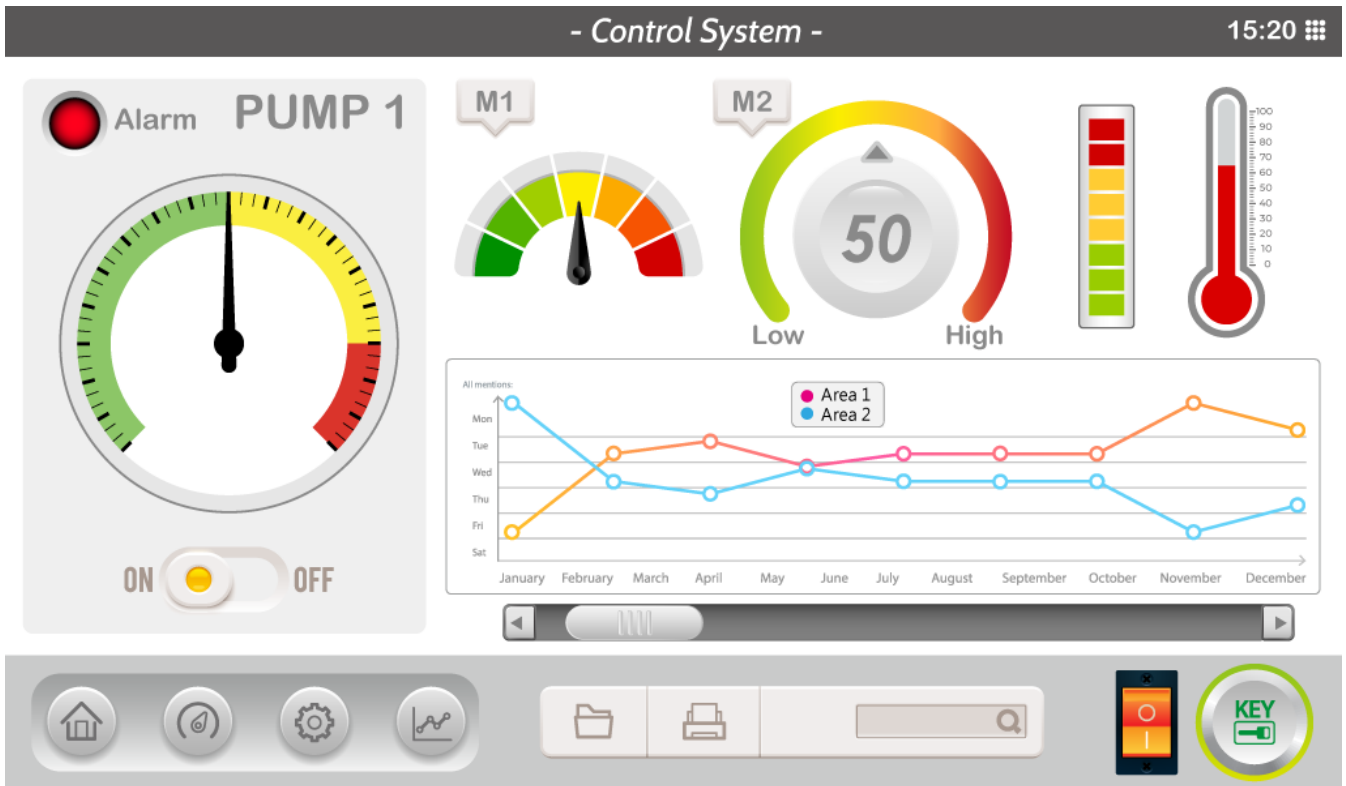 - Control System -
15:20
Alarm
PUMP 1
ON
OFF
M1
M2
50
Low
High
100
90
80
70
60
50
40
30
20
10
0
All mentions:
Area 1
Area 2
Mon
Tue
Wed
Thu
Fri
Sat
January February March April May June July August September October November December
KEY